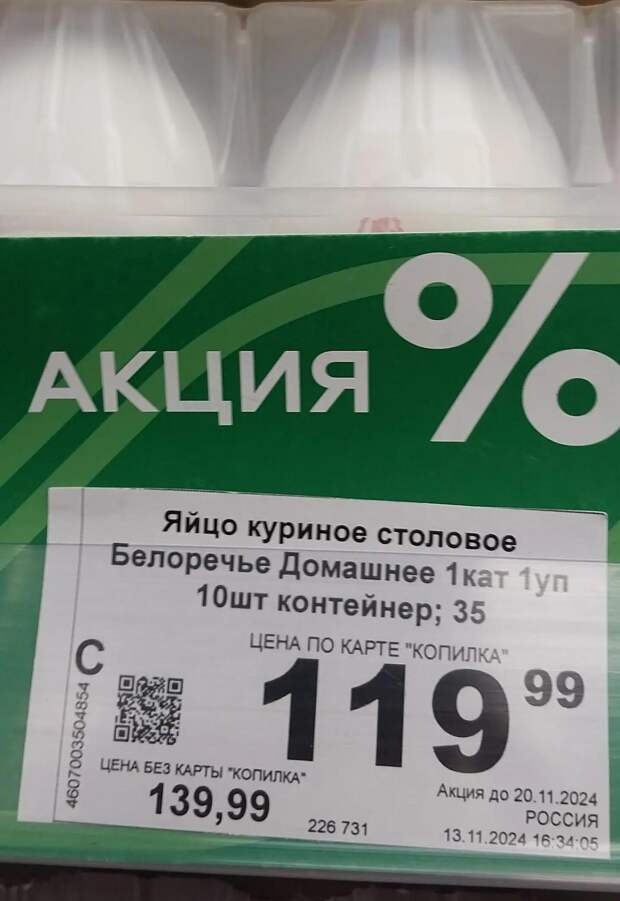 АКЦИЯ %
Яйцо куриное столовое
Белоречье Домашнее 1кат 1уп
10шт контейнер; 35
ЦЕНА ПО КАРТЕ "КОПИЛКА"
С
119 99
4607003504854
ЦЕНА БЕЗ КАРТЫ "КОПИЛКА"
139,99
Акция до 20.11.2024
РОССИЯ
226 731
13.11.2024 16:34:05